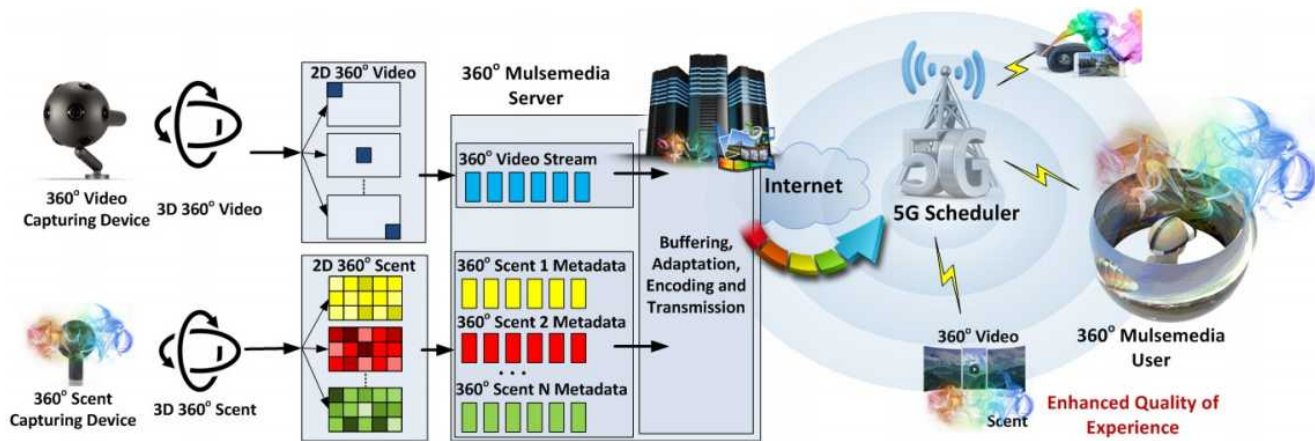 360° Video
Capturing Device
3D 360° Video
2D 360° Video
360° Mulsemedia
Server
360° Video Stream
Internet
5G
5G Scheduler
360° Scent
Capturing Device
3D 360° Scent
2D 360° Scent
360° Scent 1 Metadata
360° Scent 2 Metadata
...
360° Scent N Metadata
Buffering,
Adaptation,
Encoding and
Transmission
360° Video
Scent
360° Mulsemedia
User
Enhanced Quality of
Experience